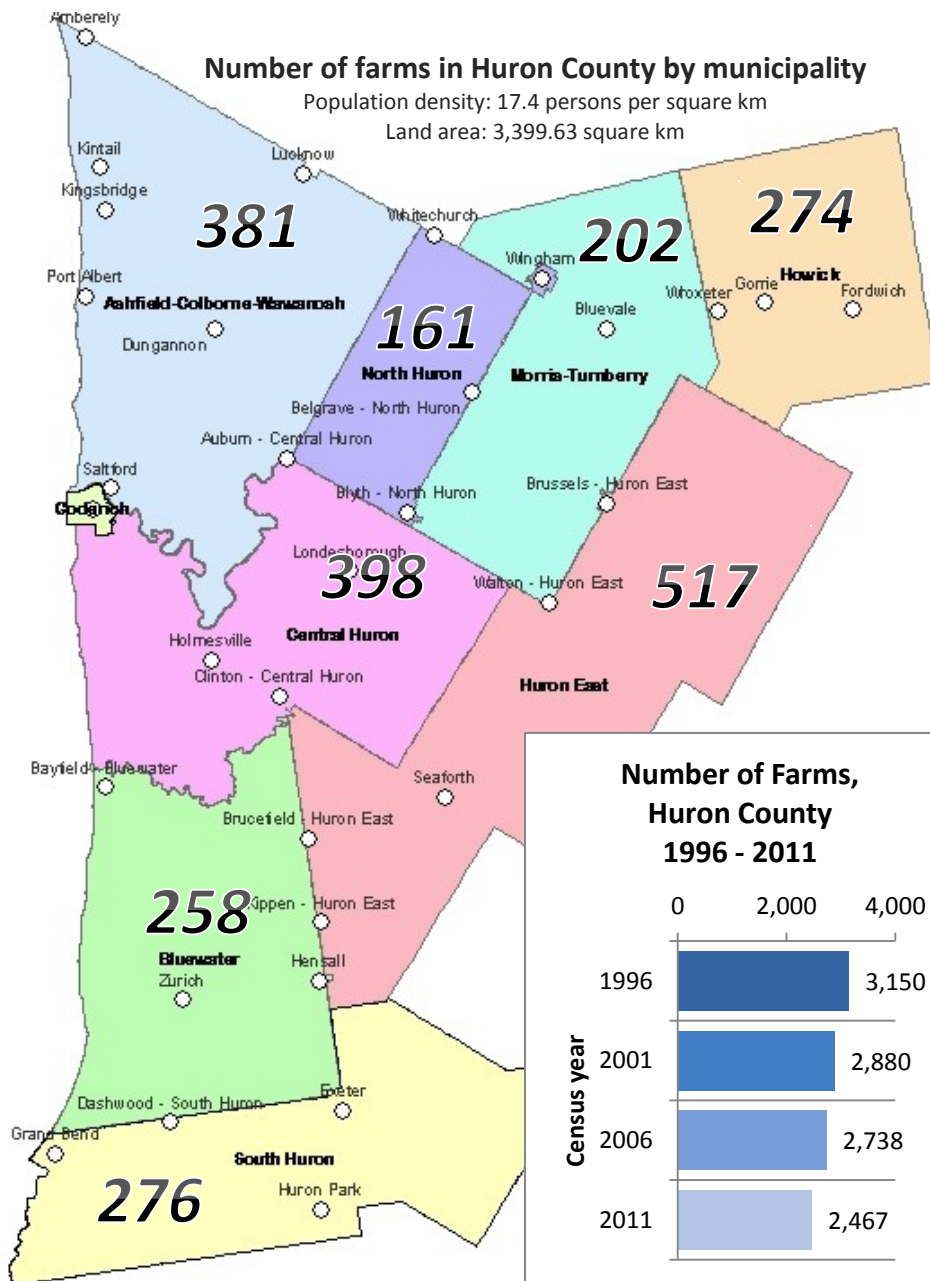 Amberely
Number of farms in Huron County by municipality
Population density: 17.4 persons per square km
Land area: 3,399.63 square km
Kintail
Lucknow
Kingsbridge
381
Whitechurch
202
274
Wingham
Port Albert
Ashfield-Colborne-Wawanosh
Howick
Wroxeter
Gorrie
Fordwich
Dungannon
161
Bluevale
North Huron
Morris-Turnberry
Belgrave - North Huron
Auburn - Central Huron
Saltford
Blyth - North Huron
Brussels - Huron East
Goderich
Londesborough
398
Walton - Huron East
517
Holmesville
Central Huron
Clinton - Central Huron
Huron East
Bayfield - Bluewater
Seaforth
Brucefield - Huron East
258
Kippen - Huron East
Bluewater
Hensall
Zurich
Dashwood - South Huron
Exeter
Grand Bend
South Huron
276
Huron Park
Number of Farms,
Huron County
1996 - 2011
0 2,000 4,000
Census year
1996 3,150
2001 2,880
2006 2,738
2011 2,467